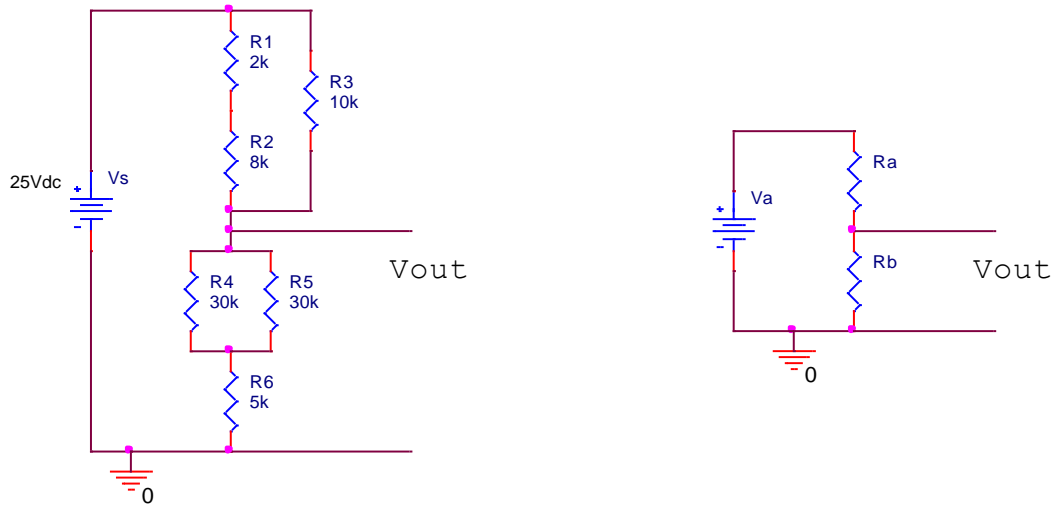 R1
2k
R3
10k
R2
8k
25Vdc
Vs
+
-
Vout
R4
30k
R5
30k
R6
5k
0
Ra
Va
+
-
Rb
Vout
0